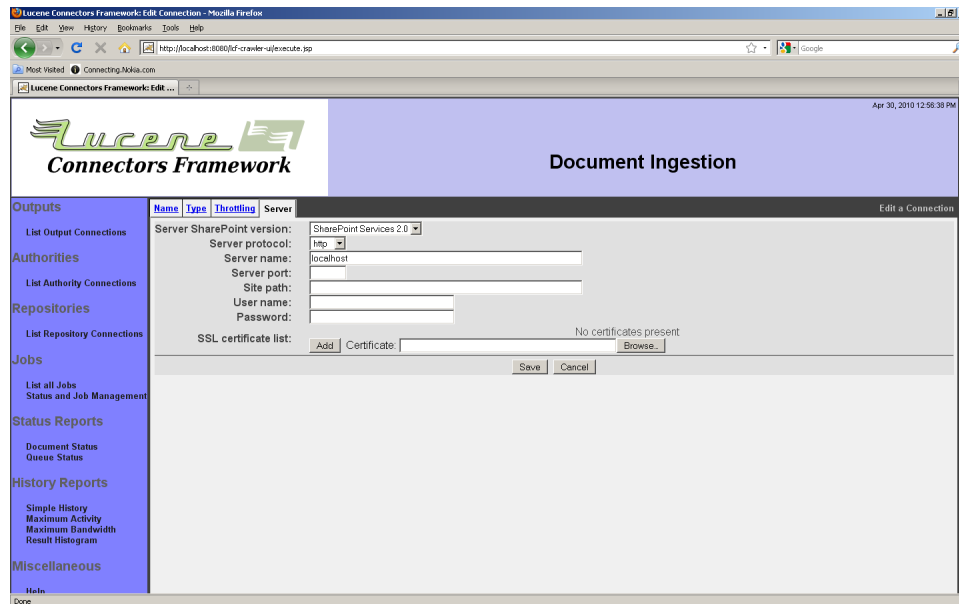 Lucene Connectors Framework: Edit Connection - Mozilla Firefox
File Edit View History Bookmarks Tools Help
http://localhost:8080/lcf-crawler-ui/execute.jsp
Google
Most Visited Connecting.Nokia.com
Lucene Connectors Framework: Edit ...
Apr 30, 2010 12:56:38 PM
Lucene
Connectors Framework
Document Ingestion
Outputs
List Output Connections
Authorities
List Authority Connections
Repositories
List Repository Connections
Jobs
List all Jobs
Status and Job Management
Status Reports
Document Status
Queue Status
History Reports
Simple History
Maximum Activity
Maximum Bandwidth
Result Histogram
Miscellaneous
Help
Name Type Throttling Server Edit a Connection
Server SharePoint version: SharePoint Services 2.0
Server protocol: http
Server name: localhost
Server port:
Site path:
User name:
Password:
SSL certificate list: No certificates present
Add Certificate: Browse...
Save Cancel
Done